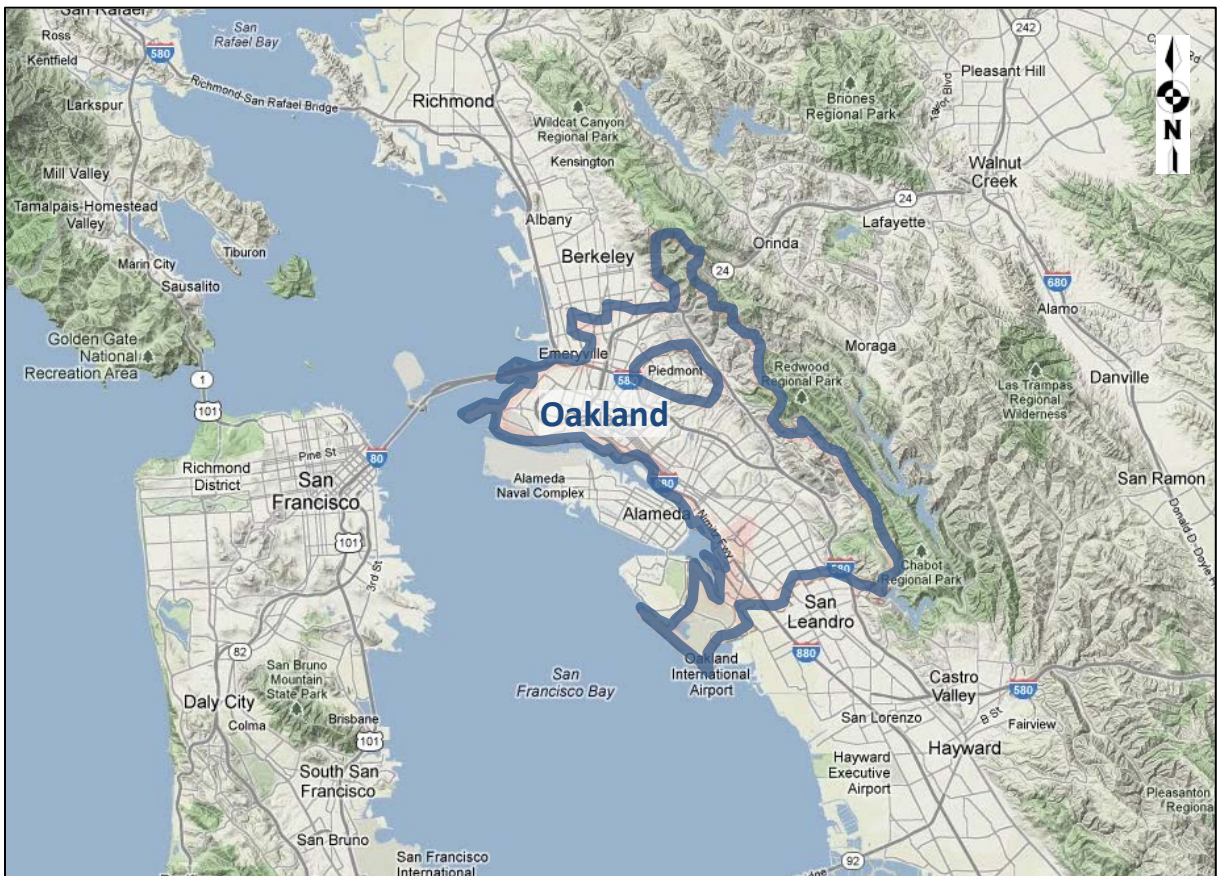 San Rafael
San
Rafael Bay
242
Ross
Kentfield
580
Pleasant Hill
Richmond-San Rafael Bridge
Richmond
Briones
Regional Park
Larkspur
Wildcat Canyon
Regional Park
N
Kensington
Walnut
Creek
Mill Valley
24
Tamalpais-Homestead
Valley
Albany
Lafayette
Tiburon
Berkeley
Orinda
Marin City
24
Sausalito
680
Alamo
Golden Gate
National
Recreation Area
Emeryville
Moraga
Piedmont
Redwood
Regional Park
1
580
Danville
101
Las Trampas
Regional
Wilderness
Oakland
Pine St
80
Richmond
District
San
Francisco
Alameda
Naval Complex
880
San Ramon
Alameda
Nimitz Fwy
101
3rd St
580
Chabot
Regional Park
San
Leandro
82
880
Oakland
International
Airport
San Bruno
Mountain
State Park
San
Francisco Bay
Castro
Valley
580
Daly City
Colma
Brisbane
San Lorenzo
B St
Fairview
101
Hayward
South San
Francisco
Hayward
Executive
Airport
Pleasanton
San Bruno
San Francisco
International
92